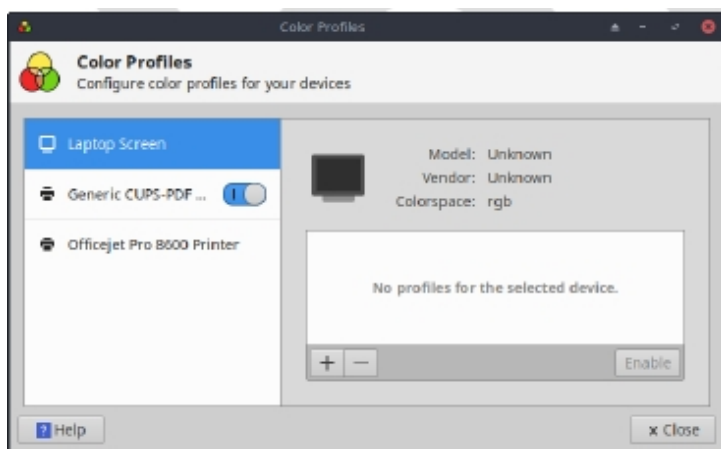 Color Profiles
Color Profiles
Configure color profiles for your devices
Laptop Screen
Generic CUPS-PDF ...
Officejet Pro 8600 Printer
Model: Unknown
Vendor: Unknown
Colorspace: rgb
No profiles for the selected device.
Enable
? Help
x Close